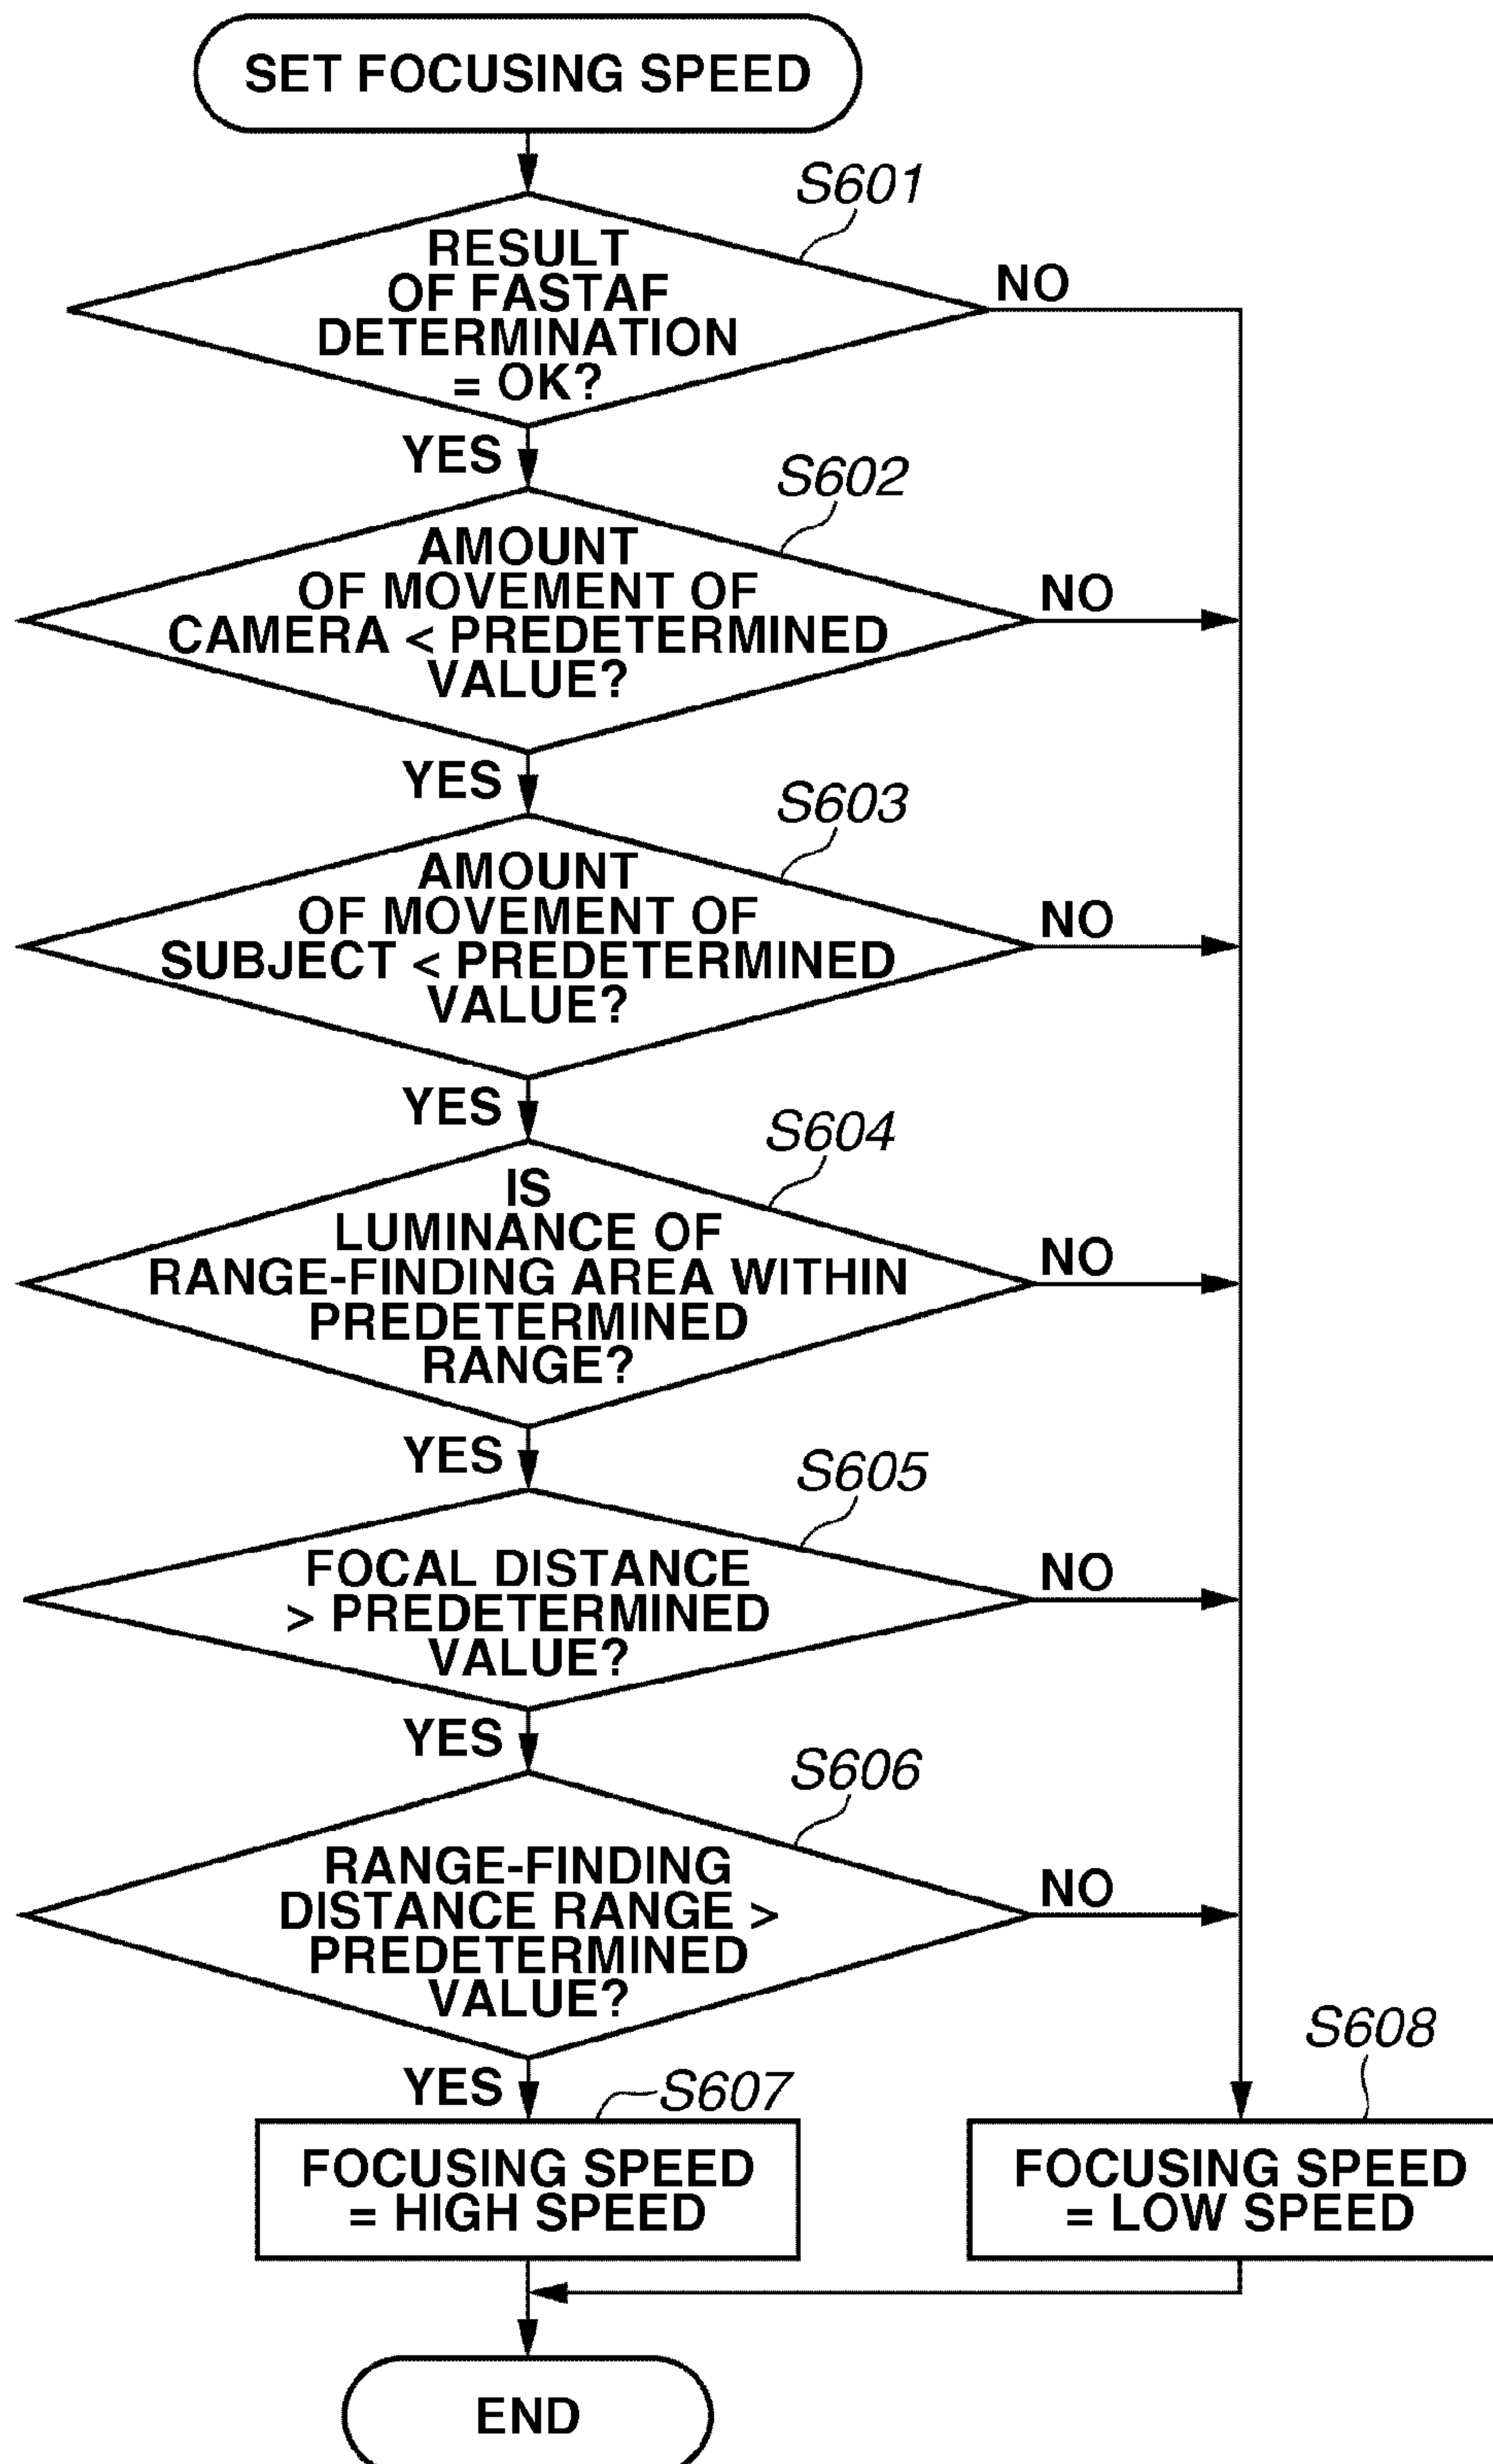 SET FOCUSING SPEED
S601
RESULT
OF FASTAF
DETERMINATION
= OK?
NO
YES
S602
AMOUNT
OF MOVEMENT OF
CAMERA < PREDETERMINED
VALUE?
NO
YES
S603
AMOUNT
OF MOVEMENT OF
SUBJECT < PREDETERMINED
VALUE?
NO
YES
S604
IS
LUMINANCE OF
RANGE-FINDING AREA WITHIN
PREDETERMINED
RANGE?
NO
YES
S605
FOCAL DISTANCE
> PREDETERMINED
VALUE?
NO
YES
S606
RANGE-FINDING
DISTANCE RANGE >
PREDETERMINED
VALUE?
NO
YES
S607
FOCUSING SPEED
= HIGH SPEED
S608
FOCUSING SPEED
= LOW SPEED
END